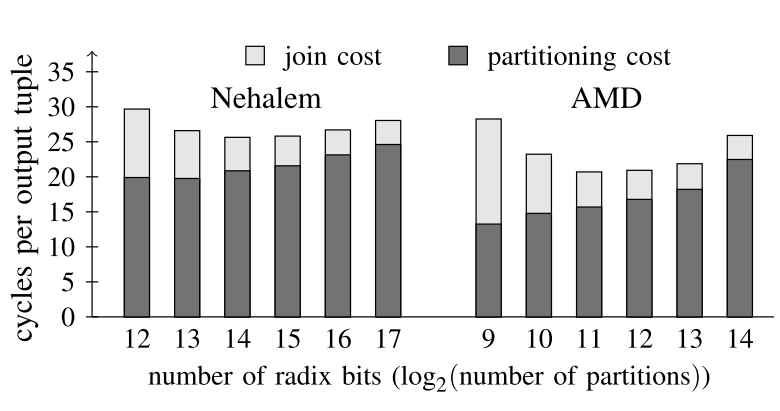 join cost partitioning cost
cycles per output tuple
35
30
25
20
15
10
5
0
Nehalem AMD
12 13 14 15 16 17 9 10 11 12 13 14
number of radix bits (log₂(number of partitions))